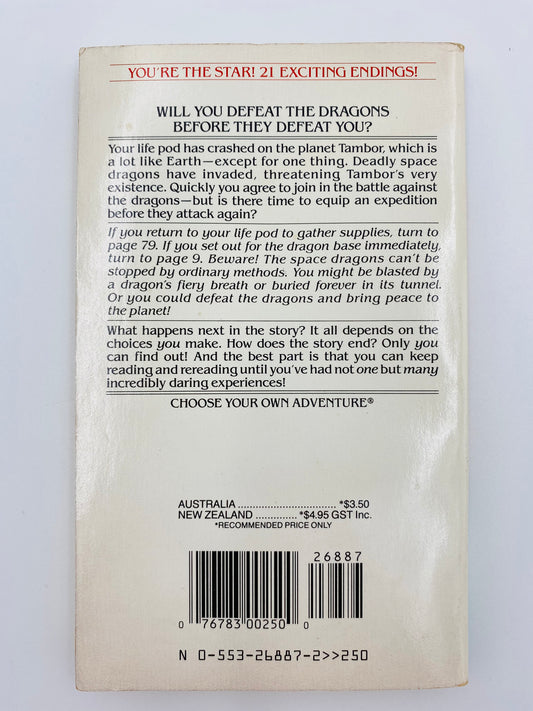 YOU'RE THE STAR! 21 EXCITING ENDINGS!
WILL YOU DEFEAT THE DRAGONS
BEFORE THEY DEFEAT YOU?
Your life pod has crashed on the planet Tambor, which is
a lot like Earth—except for one thing. Deadly space
dragons have invaded, threatening Tambor's very
existence. Quickly you agree to join in the battle against
the dragons—but is there time to equip an expedition
before they attack again?
If you return to your life pod to gather supplies, turn to
page 79. If you set out for the dragon base immediately,
turn to page 9. Beware! The space dragons can't be
stopped by ordinary methods. You might be blasted by
a dragon's fiery breath or buried forever in its tunnel.
Or you could defeat the dragons and bring peace to
the planet!
What happens next in the story? It all depends on the
choices you make. How does the story end? Only you
can find out! And the best part is that you can keep
reading and rereading until you've had not one but many
incredibly daring experiences!
CHOOSE YOUR OWN ADVENTURE®
AUSTRALIA .................................. *$3.50
NEW ZEALAND .............. *$4.95 GST Inc.
*RECOMMENDED PRICE ONLY
26887
0 76783 00250 0
N 0-553-26887-2>>250